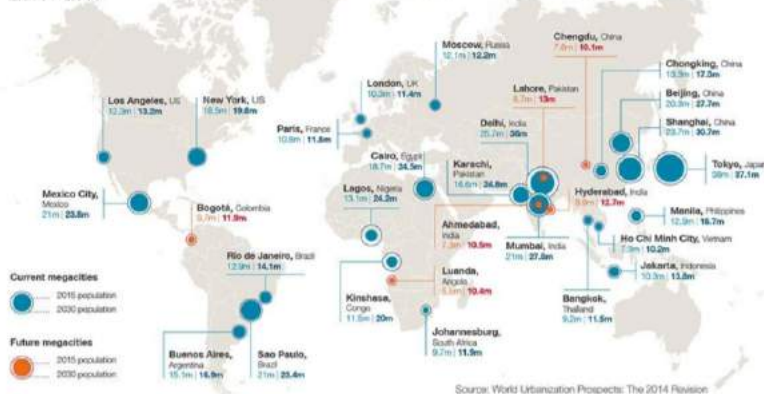 Moscow, Russia
12.1m | 12.2m
Chengdu, China
7.6m | 10.1m
Chongking, China
13.3m | 17.3m
London, UK
10.3m | 11.4m
Lahore, Pakistan
8.7m | 13m
Beijing, China
20.3m | 27.7m
Los Angeles, US
12.3m | 13.2m
New York, US
18.5m | 19.8m
Paris, France
10.8m | 11.8m
Delhi, India
25.7m | 36m
Shanghai, China
23.7m | 30.7m
Cairo, Egypt
18.7m | 24.5m
Karachi,
Pakistan
16.6m | 24.8m
Tokyo, Japa
38m | 37.1m
Mexico City,
Mexico
21m | 23.8m
Lagos, Nigeria
13.1m | 24.2m
Hyderabad, India
12.7m
Bogotá, Colombia
9.7m | 11.9m
Ahmedabad,
India
7.3m | 10.5m
Manila, Philippines
12.9m | 16.7m
Rio de Janeiro, Brazil
12.9m | 14.1m
Mumbai, India
21m | 27.8m
Ho Chi Minh City, Vietnam
7.3m | 10.2m
Luanda,
Angola
10.4m
Jakarta, Indonesia
10.3m | 13.8m
Current megacities
2015 population
2030 population
Kinshasa,
Congo
11.5m | 20m
Bangkok,
Thailand
9.2m | 11.5m
Johannesburg,
South Africa
9.7m | 11.9m
Future megacities
2015 population
2030 population
Buenos Aires,
Argentina
15.1m | 16.9m
Sao Paulo,
Brazil
21m | 23.4m
Source: World Urbanization Prospects: The 2014 Revision